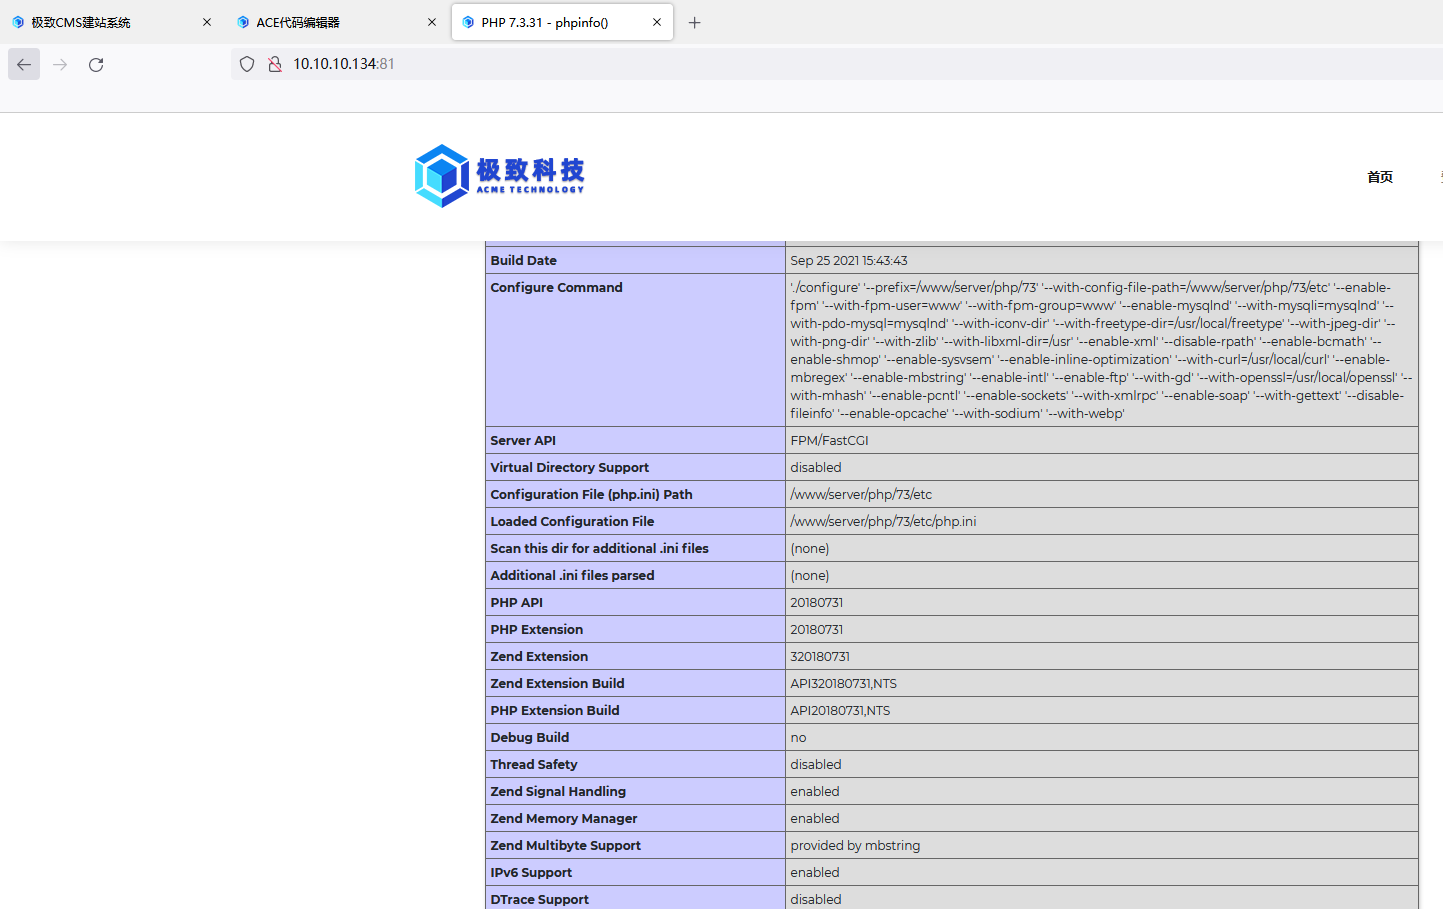 极致CMS建站系统
ACE代码编辑器
PHP 7.3.31 - phpinfo()
10.10.10.134:81
极致科技
ACME TECHNOLOGY
首页
Build Date Sep 25 2021 15:43:43
Configure Command './configure' '--prefix=/www/server/php/73' '--with-config-file-path=/www/server/php/73/etc' '--enable-
fpm' '--with-fpm-user=www' '--with-fpm-group=www' '--enable-mysqlnd' '--with-mysqli=mysqlnd' '--
with-pdo-mysql=mysqlnd' '--with-iconv-dir' '--with-freetype-dir=/usr/local/freetype' '--with-jpeg-dir' '--
with-png-dir' '--with-zlib' '--with-libxml-dir=/usr' '--enable-xml' '--disable-rpath' '--enable-bcmath' '--
enable-shmop' '--enable-sysvsem' '--enable-inline-optimization' '--with-curl=/usr/local/curl' '--enable-
mbregex' '--enable-mbstring' '--enable-intl' '--enable-ftp' '--with-gd' '--with-openssl=/usr/local/openssl' '--
with-mhash' '--enable-pcntl' '--enable-sockets' '--with-xmlrpc' '--enable-soap' '--with-gettext' '--disable-
fileinfo' '--enable-opcache' '--with-sodium' '--with-webp'
Server API FPM/FastCGI
Virtual Directory Support disabled
Configuration File (php.ini) Path /www/server/php/73/etc
Loaded Configuration File /www/server/php/73/etc/php.ini
Scan this dir for additional .ini files (none)
Additional .ini files parsed (none)
PHP API 20180731
PHP Extension 20180731
Zend Extension 320180731
Zend Extension Build API320180731,NTS
PHP Extension Build API20180731,NTS
Debug Build no
Thread Safety disabled
Zend Signal Handling enabled
Zend Memory Manager enabled
Zend Multibyte Support provided by mbstring
IPv6 Support enabled
DTrace Support disabled